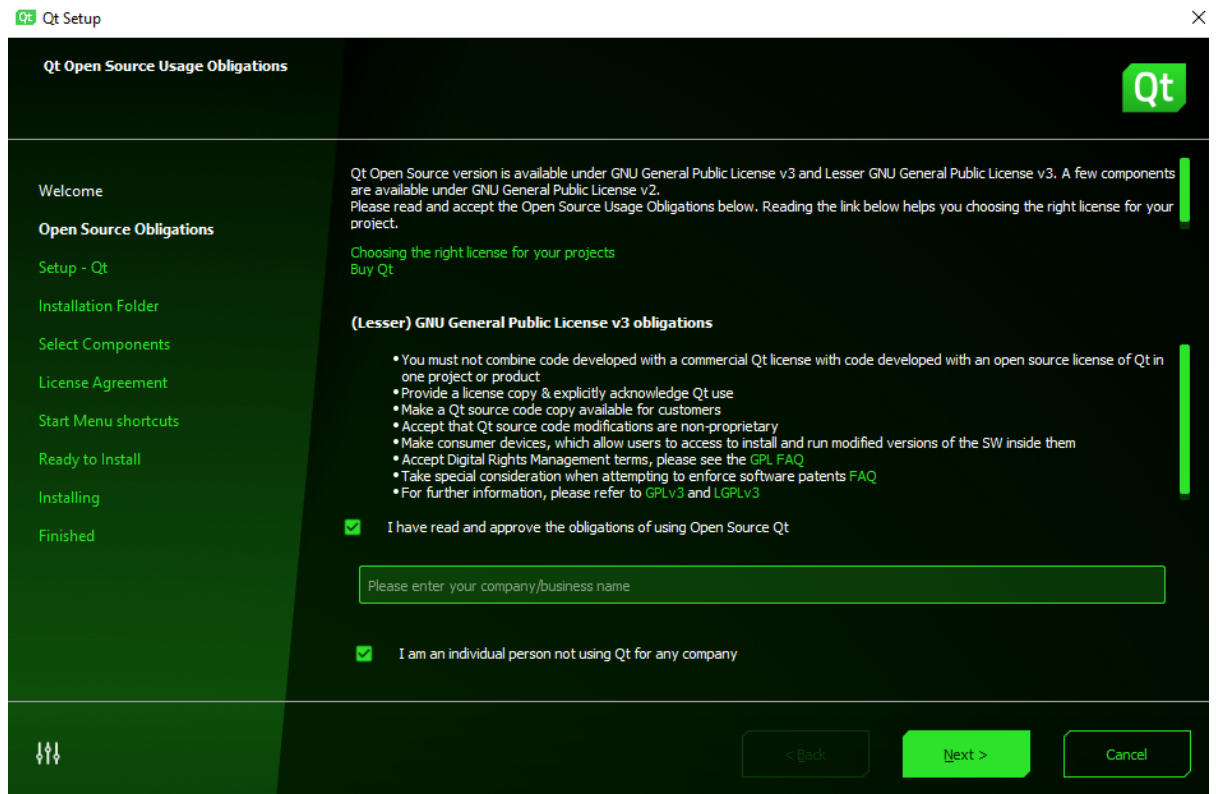 Qt Qt Setup
Qt Open Source Usage Obligations
Qt
Welcome
Open Source Obligations
Setup - Qt
Installation Folder
Select Components
License Agreement
Start Menu shortcuts
Ready to Install
Installing
Finished
Qt Open Source version is available under GNU General Public License v3 and Lesser GNU General Public License v3. A few components
are available under GNU General Public License v2.
Please read and accept the Open Source Usage Obligations below. Reading the link below helps you choosing the right license for your
project.
Choosing the right license for your projects
Buy Qt
(Lesser) GNU General Public License v3 obligations
• You must not combine code developed with a commercial Qt license with code developed with an open source license of Qt in
one project or product
• Provide a license copy & explicitly acknowledge Qt use
• Make a Qt source code copy available for customers
• Accept that Qt source code modifications are non-proprietary
• Make consumer devices, which allow users to access to install and run modified versions of the SW inside them
• Accept Digital Rights Management terms, please see the GPL FAQ
• Take special consideration when attempting to enforce software patents FAQ
• For further information, please refer to GPLv3 and LGPLv3
I have read and approve the obligations of using Open Source Qt
Please enter your company/business name
I am an individual person not using Qt for any company
< Back
Next >
Cancel